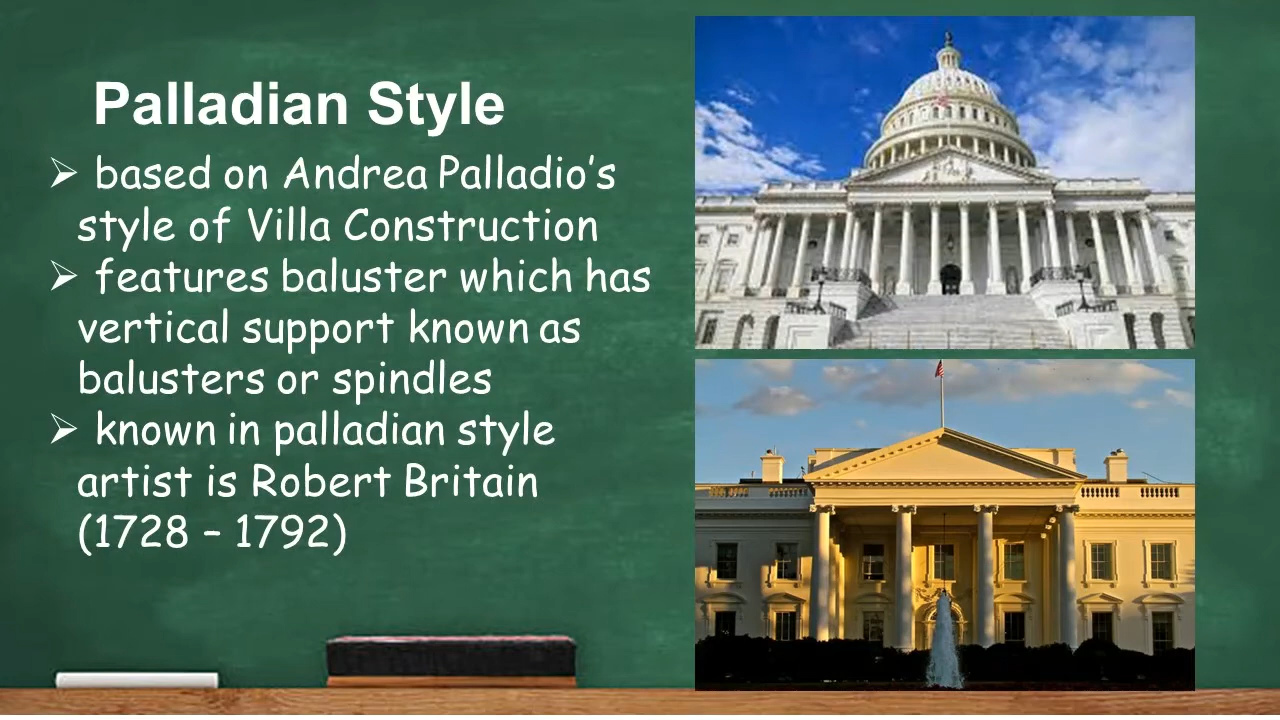 Palladian Style
➢ based on Andrea Palladio's
style of Villa Construction
➢ features baluster which has
vertical support known as
balusters or spindles
➢ known in palladian style
artist is Robert Britain
(1728 – 1792)